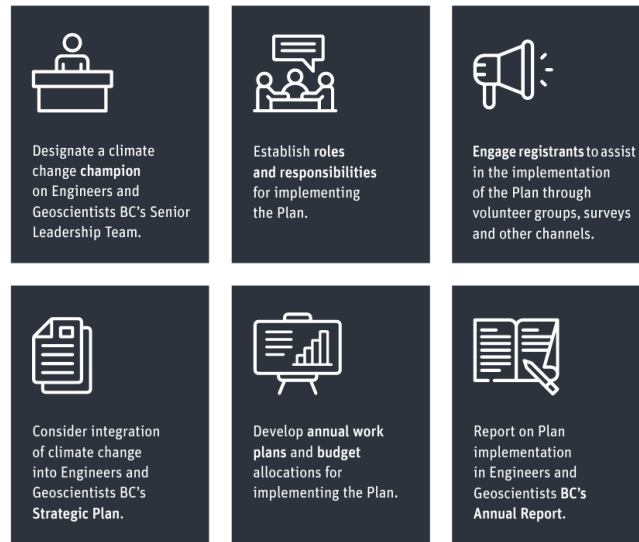 Designate a climate
change champion
on Engineers and
Geoscientists BC's Senior
Leadership Team.
Establish roles
and responsibilities
for implementing
the Plan.
Engage registrants to assist
in the implementation
of the Plan through
volunteer groups, surveys
and other channels.
Consider integration
of climate change
into Engineers and
Geoscientists BC's
Strategic Plan.
Develop annual work
plans and budget
allocations for
implementing the Plan.
Report on Plan
implementation
in Engineers and
Geoscientists BC's
Annual Report.